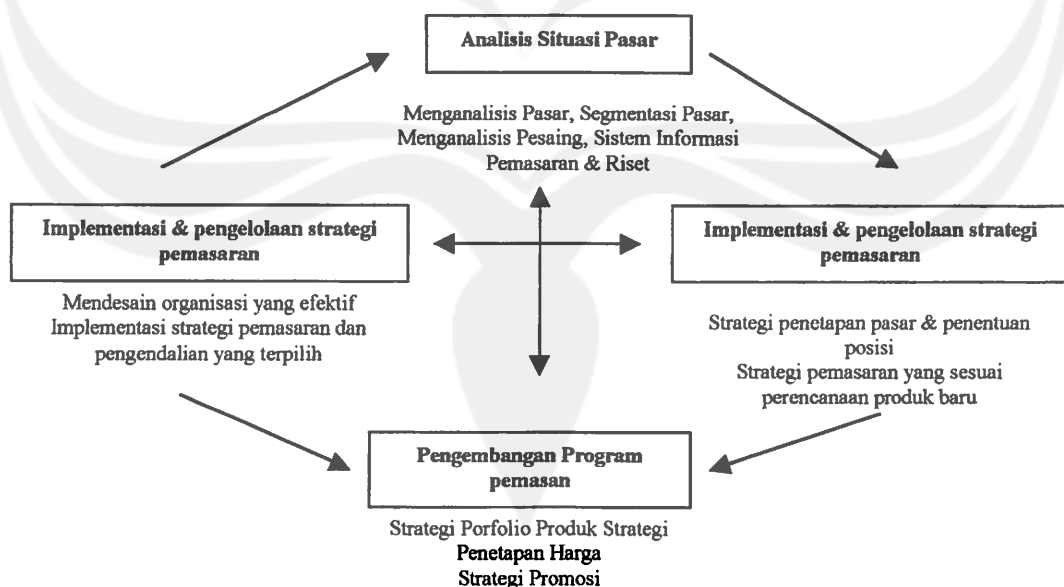 Analisis Situasi Pasar
Menganalisis Pasar, Segmentasi Pasar,
Menganalisis Pesaing, Sistem Informasi
Pemasaran & Riset
Implementasi & pengelolaan strategi
pemasaran
Mendesain organisasi yang efektif
Implementasi strategi pemasaran dan
pengendalian yang terpilih
Implementasi & pengelolaan strategi
pemasaran
Strategi penetapan pasar & penentuan
posisi
Strategi pemasaran yang sesuai
perencanaan produk baru
Pengembangan Program
pemasan
Strategi Porfolio Produk Strategi
Penetapan Harga
Strategi Promosi